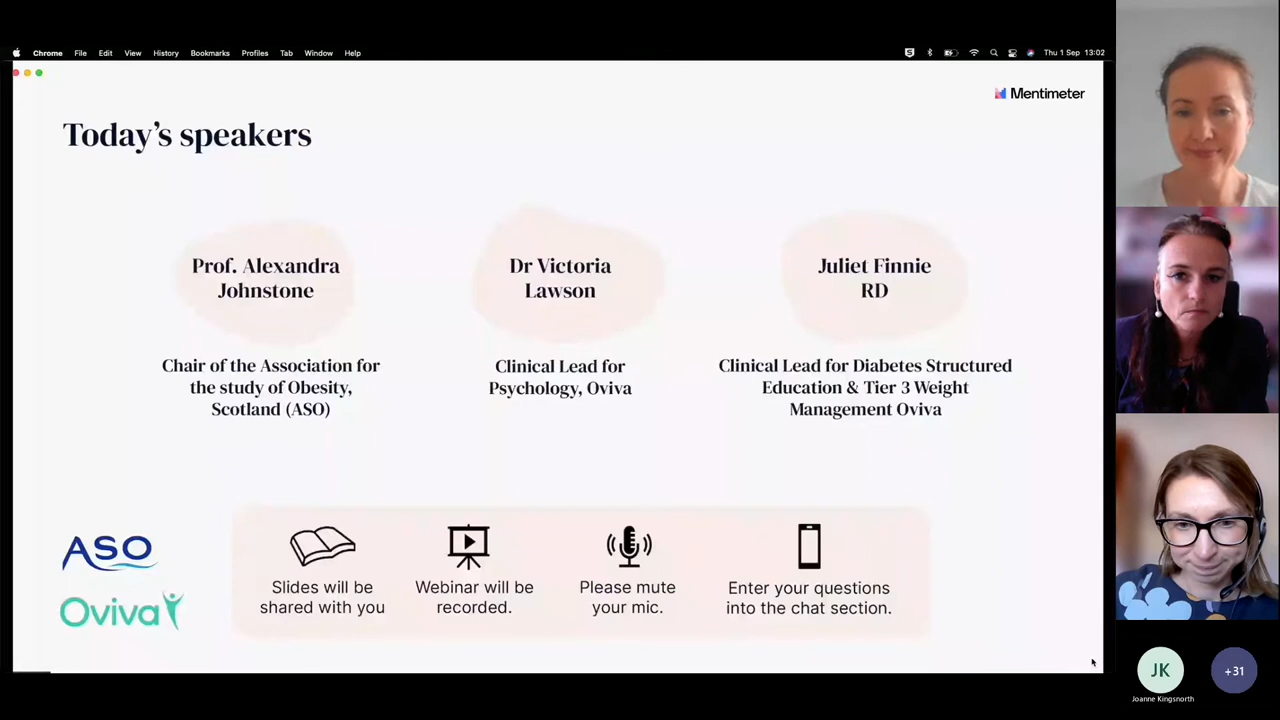 Chrome File Edit View History Bookmarks Profiles Tab Window Help
Thu 1 Sep 13:02
Mentimeter
Today’s speakers
Prof. Alexandra
Johnstone
Chair of the Association for
the study of Obesity,
Scotland (ASO)
Dr Victoria
Lawson
Clinical Lead for
Psychology, Oviva
Juliet Finnie
RD
Clinical Lead for Diabetes Structured
Education & Tier 3 Weight
Management Oviva
ASO
Oviva
Slides will be
shared with you
Webinar will be
recorded.
Please mute
your mic.
Enter your questions
into the chat section.
JK
Joanne Kingsnorth
+31